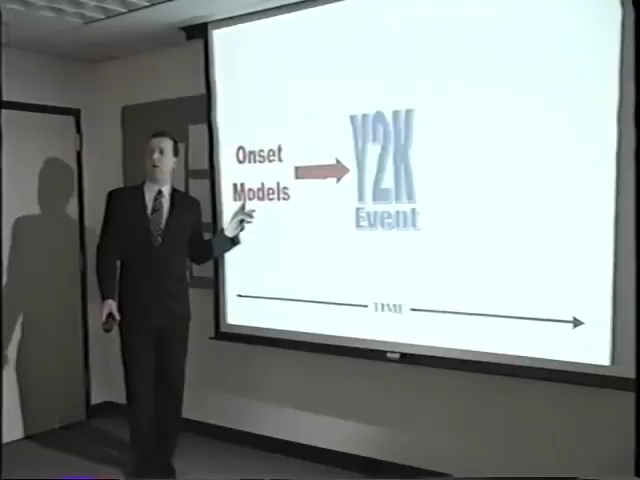 Onset
Models
Y2K
Event
TIME